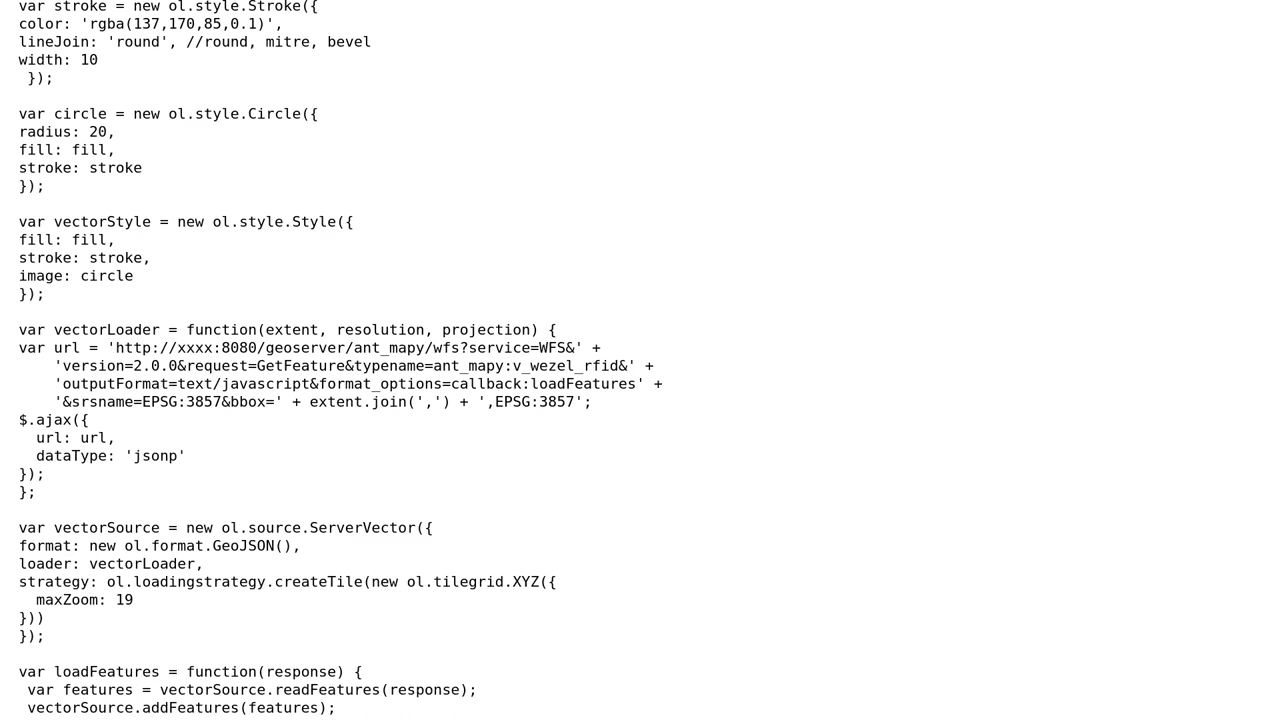 var stroke = new ol.style.Stroke({
color: 'rgba(137,170,85,0.1)',
lineJoin: 'round', //round, mitre, bevel
width: 10
 });

var circle = new ol.style.Circle({
radius: 20,
fill: fill,
stroke: stroke
});

var vectorStyle = new ol.style.Style({
fill: fill,
stroke: stroke,
image: circle
});

var vectorLoader = function(extent, resolution, projection) {
var url = 'http://xxxx:8080/geoserver/ant_mapy/wfs?service=WFS&' +
    'version=2.0.0&request=GetFeature&typename=ant_mapy:v_wezel_rfid&' +
    'outputFormat=text/javascript&format_options=callback:loadFeatures' +
    '&srsname=EPSG:3857&bbox=' + extent.join(',') + ',EPSG:3857';
$.ajax({
  url: url,
  dataType: 'jsonp'
});
};

var vectorSource = new ol.source.ServerVector({
format: new ol.format.GeoJSON(),
loader: vectorLoader,
strategy: ol.loadingstrategy.createTile(new ol.tilegrid.XYZ({
  maxZoom: 19
}))
});

var loadFeatures = function(response) {
 var features = vectorSource.readFeatures(response);
 vectorSource.addFeatures(features);